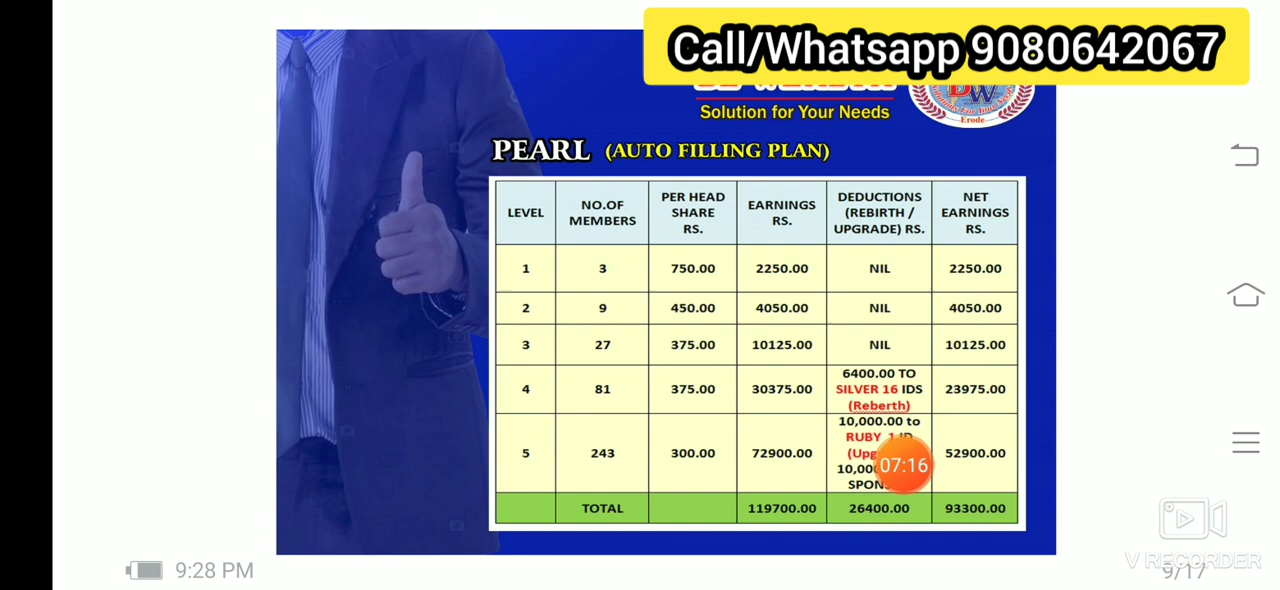 Call/Whatsapp 9080642067
Solution for Your Needs
DW
Erode
PEARL (AUTO FILLING PLAN)
LEVEL NO.OF MEMBERS PER HEAD SHARE RS. EARNINGS RS. DEDUCTIONS (REBIRTH / UPGRADE) RS. NET EARNINGS RS.
1 3 750.00 2250.00 NIL 2250.00
2 9 450.00 4050.00 NIL 4050.00
3 27 375.00 10125.00 NIL 10125.00
4 81 375.00 30375.00 6400.00 TO SILVER 16 IDS (Reberth) 23975.00
5 243 300.00 72900.00 10,000.00 to RUBY 1 52900.00
TOTAL 119700.00 26400.00 93300.00
07:16
9:28 PM
V RECORDER
9/17